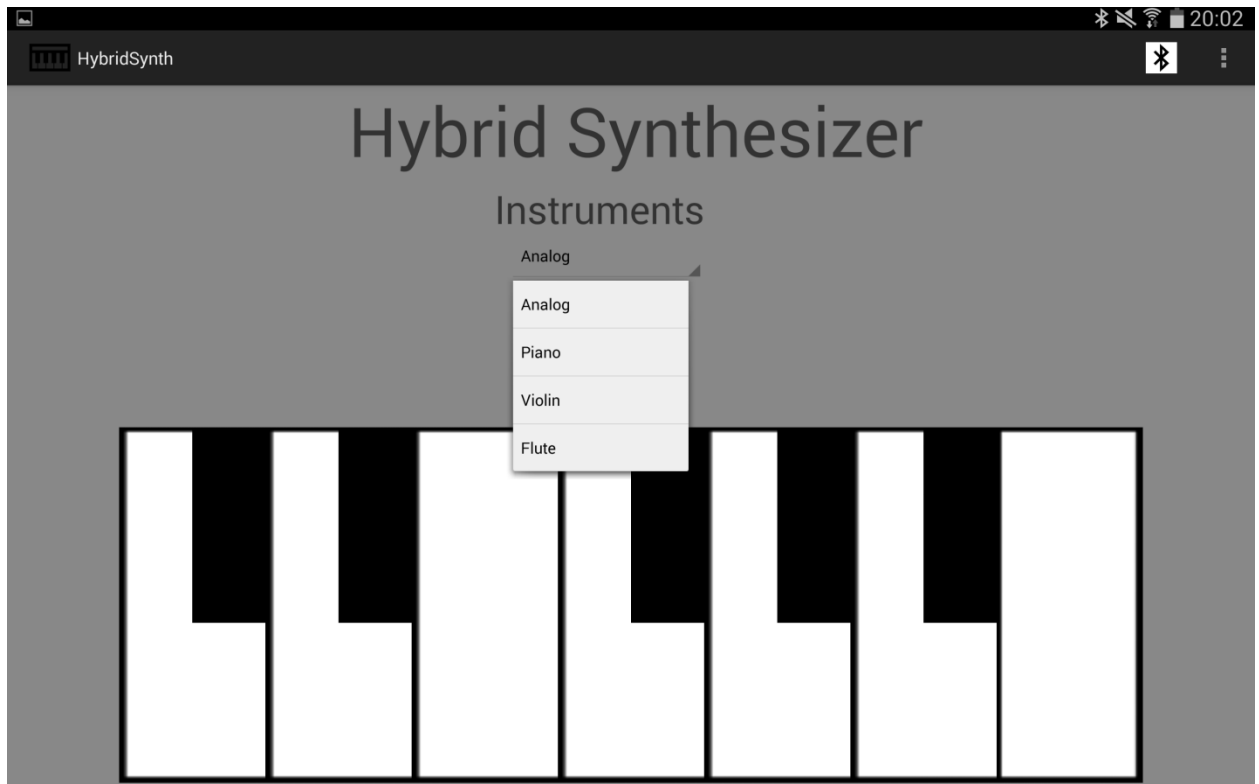 20:02
HybridSynth
Hybrid Synthesizer
Instruments
Analog
Analog
Piano
Violin
Flute